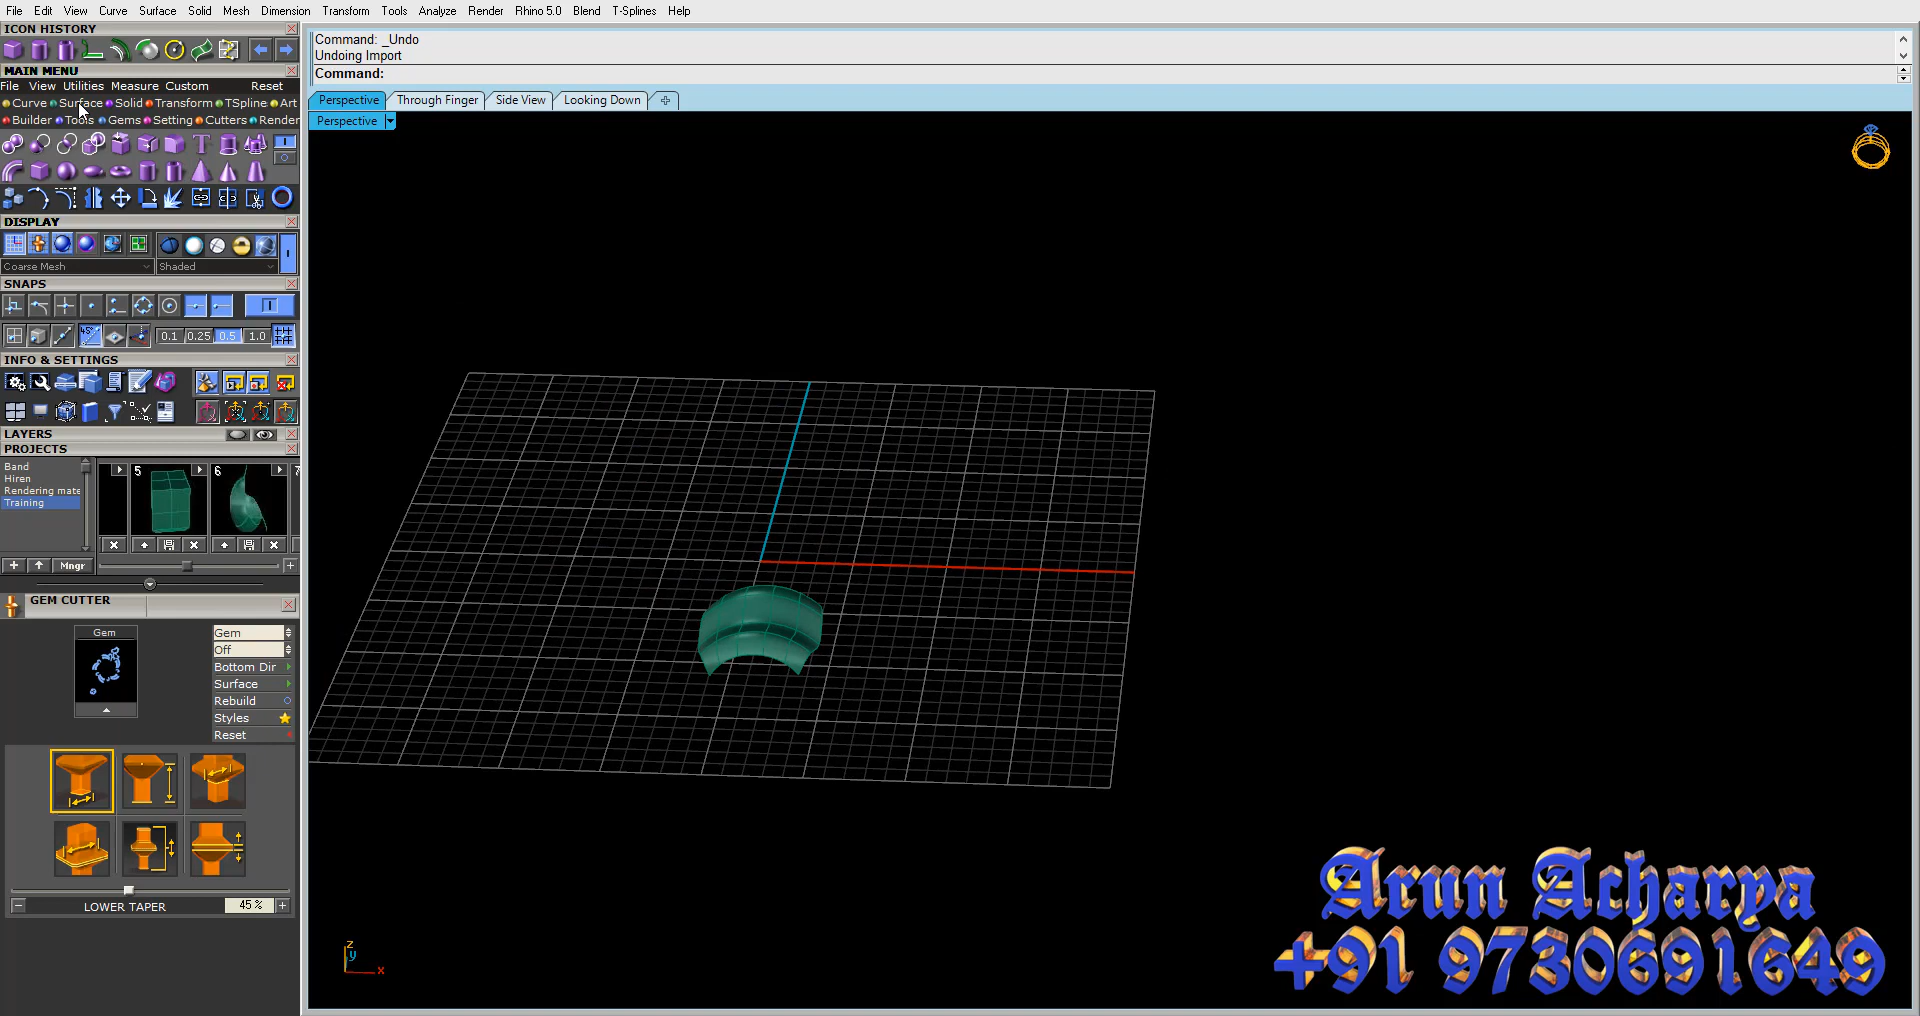 File Edit View Curve Surface Solid Mesh Dimension Transform Tools Analyze Render Rhino 5.0 Blend T-Splines Help
ICON HISTORY
MAIN MENU
File View Utilities Measure Custom Reset
Curve Surface Solid Transform TSpline Art
Builder Tools Gems Setting Cutters Render
DISPLAY
Coarse Mesh Shaded
SNAPS
45°
0.1 0.25 0.5 1.0
INFO & SETTINGS
LAYERS
PROJECTS
Band
Hiren
Rendering mate
Training
5 6 7
Mngr
GEM CUTTER
Gem
Gem
Off
Bottom Dir
Surface
Rebuild
Styles
Reset
LOWER TAPER 45 %
Command: _Undo
Undoing Import
Command:
Perspective Through Finger Side View Looking Down
Perspective
z
y
x
Arun Acharya
+91 9730691649